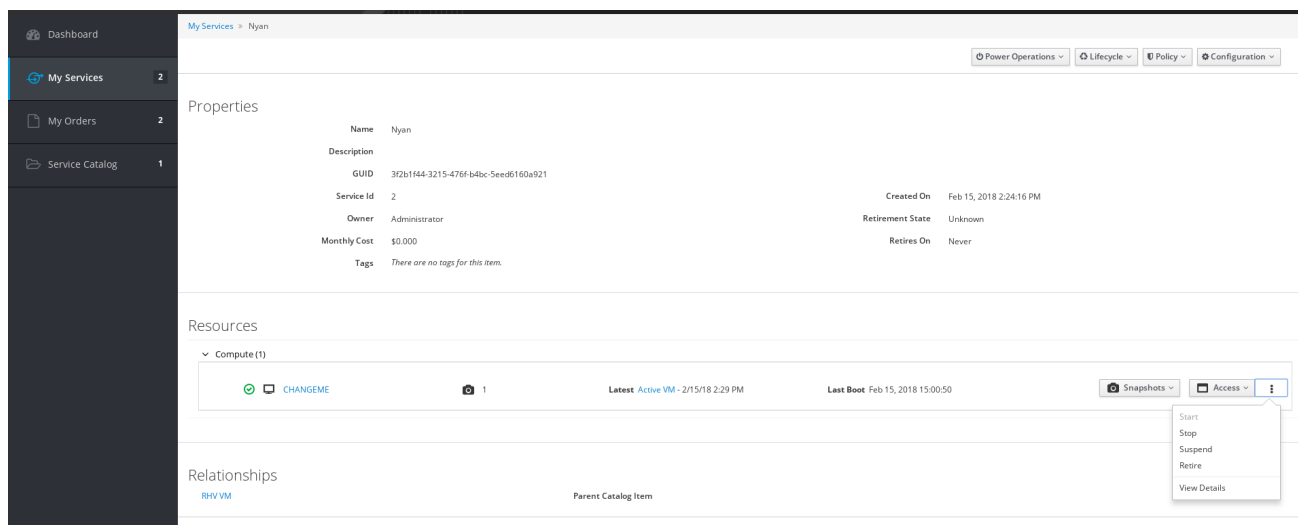 My Services » Nyan
Dashboard
My Services 2
My Orders 2
Service Catalog 1
Power Operations Lifecycle Policy Configuration
Properties
Name Nyan
Description
GUID 3f2b1f44-3215-476f-b4bc-5eed6160a921
Service Id 2 Created On Feb 15, 2018 2:24:16 PM
Owner Administrator Retirement State Unknown
Monthly Cost $0.000 Retires On Never
Tags There are no tags for this item.
Resources
Compute (1)
CHANGEME 1 Latest Active VM - 2/15/18 2:29 PM Last Boot Feb 15, 2018 15:00:50 Snapshots Access
Start
Stop
Suspend
Retire
View Details
Relationships
RHV VM Parent Catalog Item